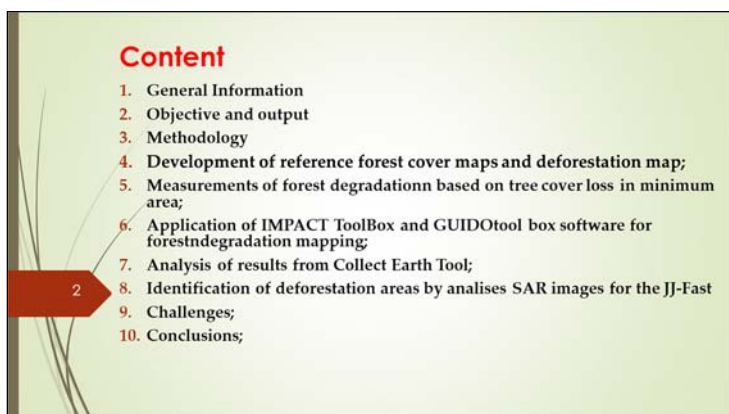 Content
1. General Information
2. Objective and output
3. Methodology
4. Development of reference forest cover maps and deforestation map;
5. Measurements of forest degradationn based on tree cover loss in minimum
area;
6. Application of IMPACT ToolBox and GUIDOtool box software for
forestndegradation mapping;
7. Analysis of results from Collect Earth Tool;
8. Identification of deforestation areas by analises SAR images for the JJ-Fast
9. Challenges;
10. Conclusions;
2